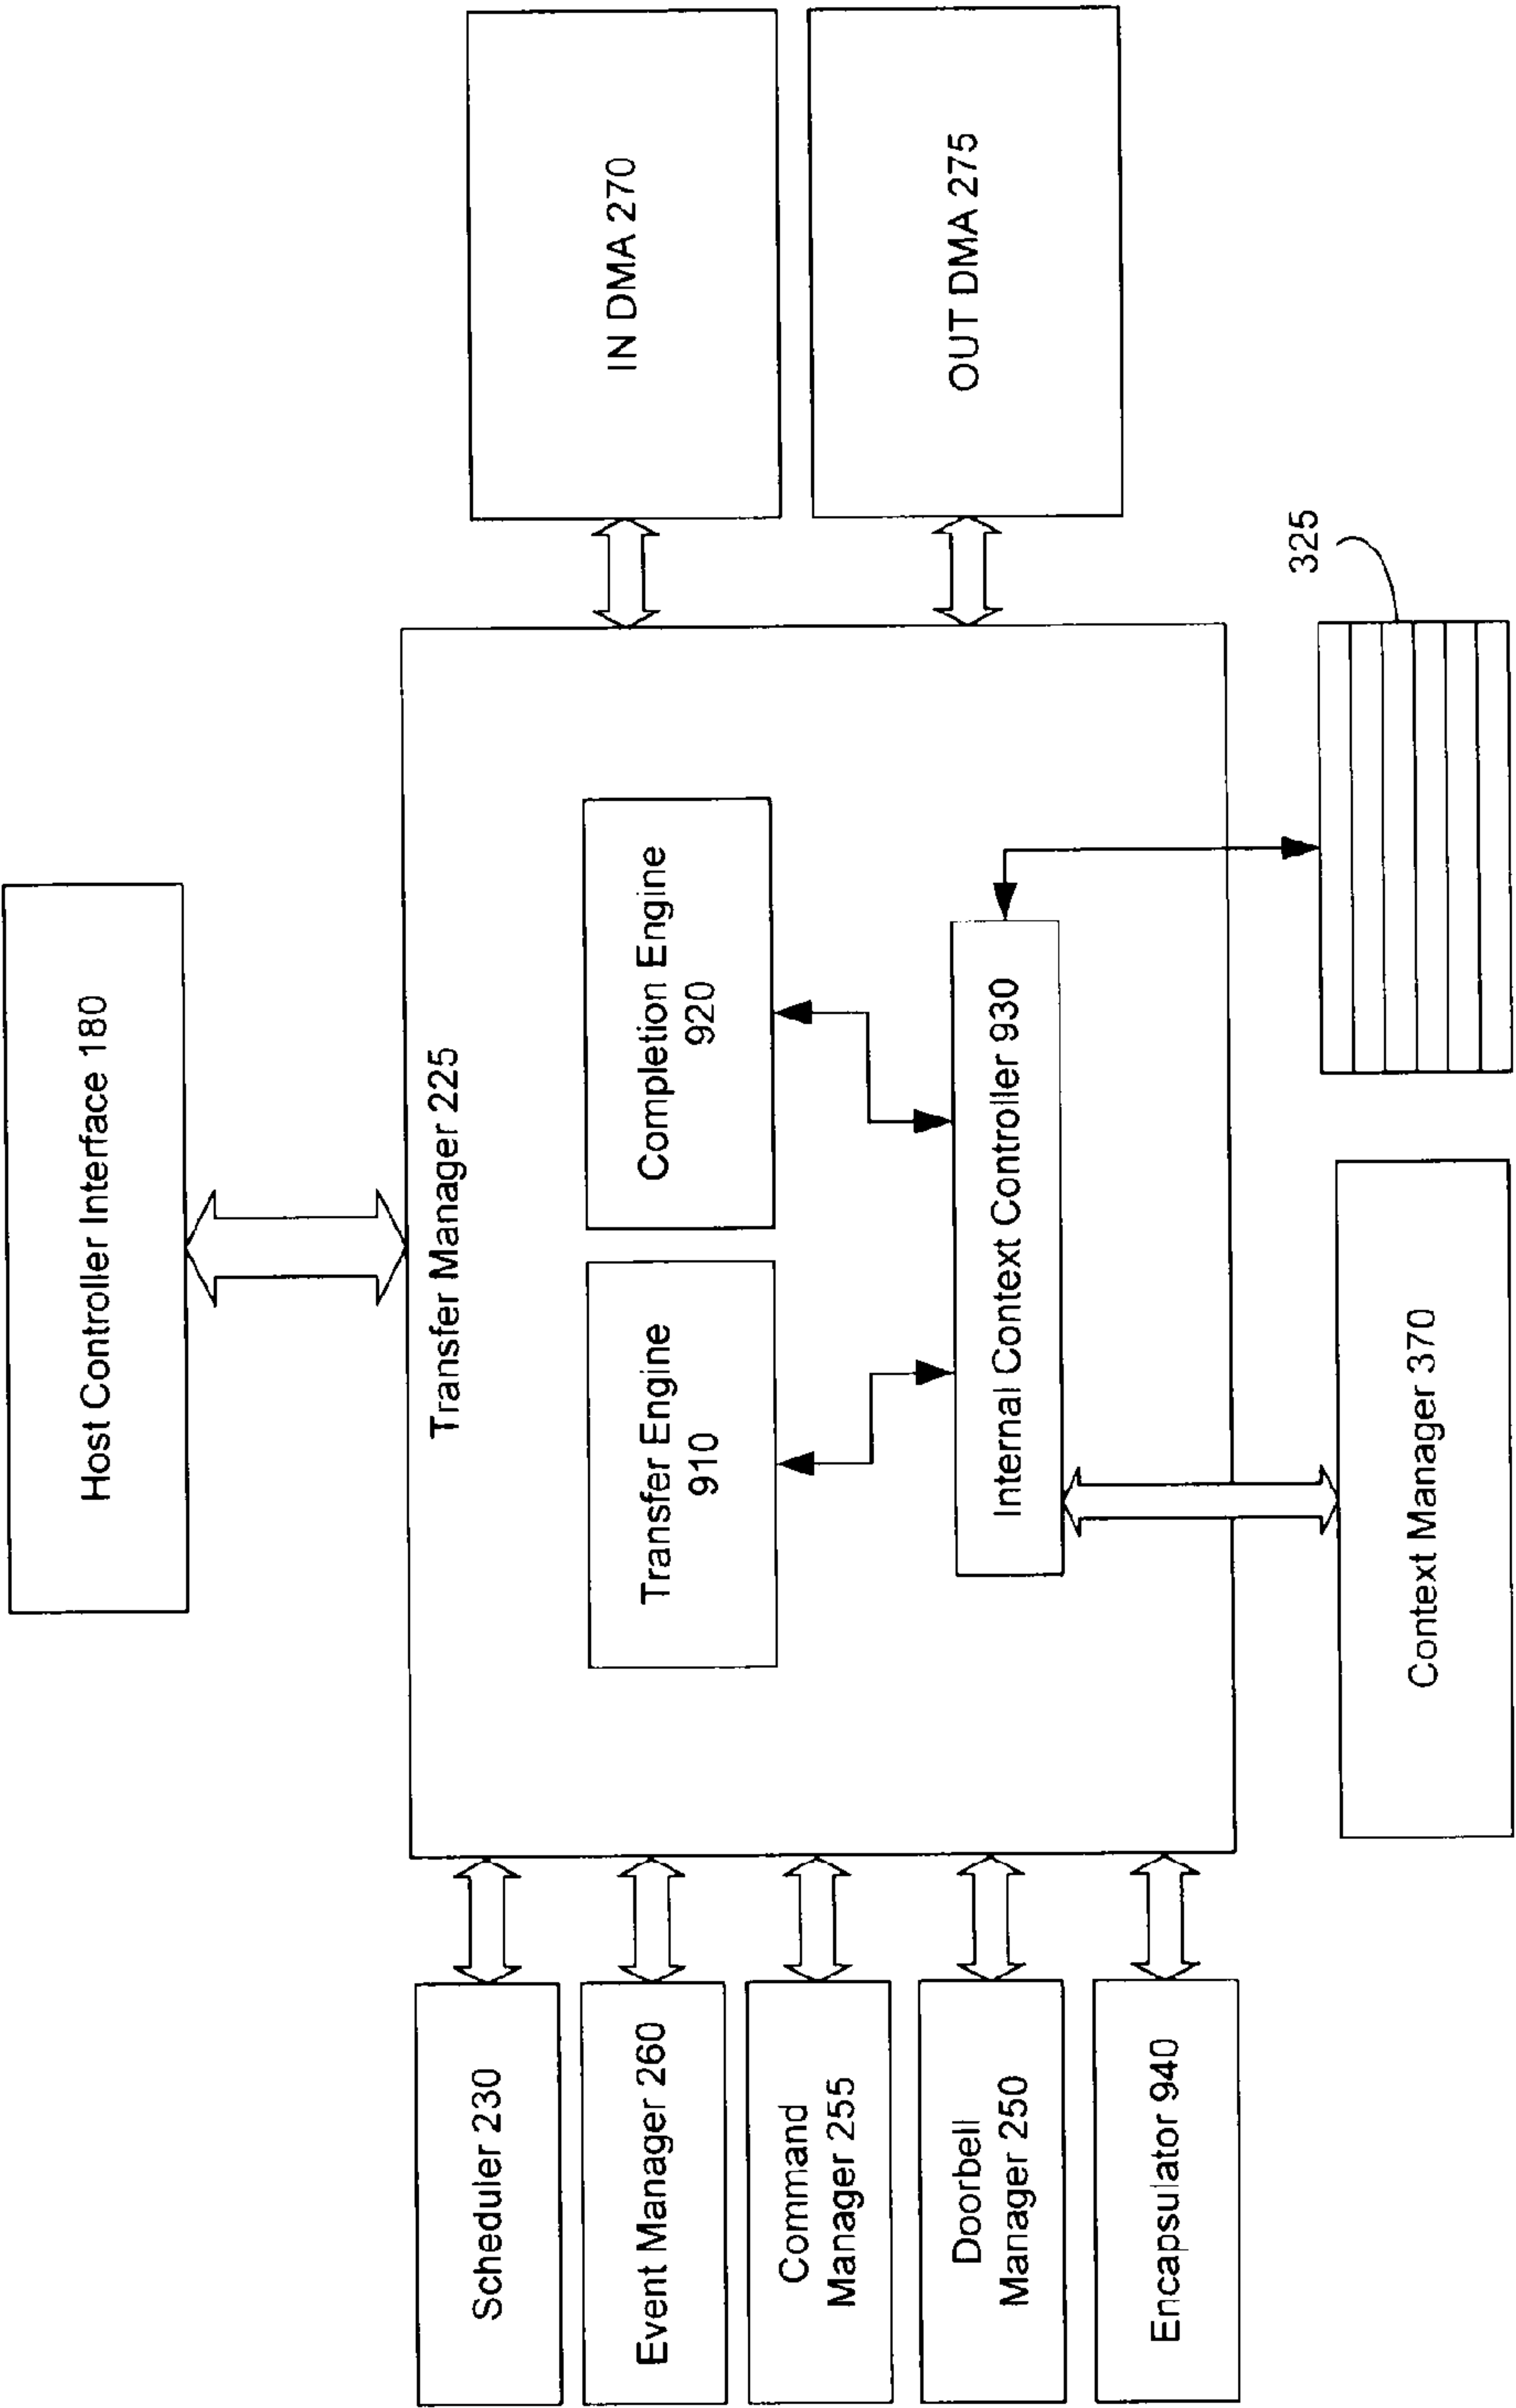 Host Controller Interface 180
Scheduler 230
Event Manager 260
Command
Manager 255
Doorbell
Manager 250
Encapsulator 940
Transfer Manager 225
Transfer Engine
910
Completion Engine
920
Internal Context Controller 930
IN DMA 270
OUT DMA 275
Context Manager 370
325